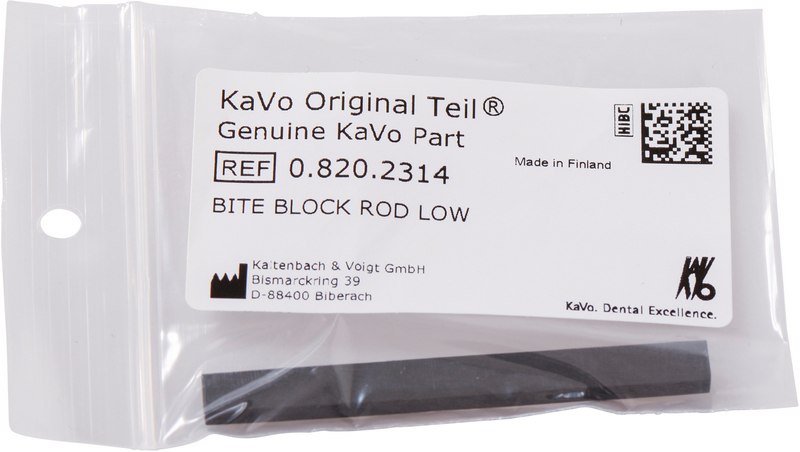 KaVo Original Teil®
Genuine KaVo Part
REF 0.820.2314
BITE BLOCK ROD LOW
HIBC
Made in Finland
Kaltenbach & Voigt GmbH
Bismarckring 39
D-88400 Biberach
KAVO
KaVo. Dental Excellence.